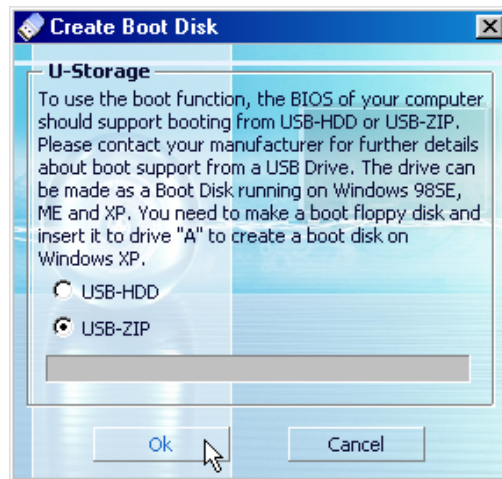 Create Boot Disk
U-Storage
To use the boot function, the BIOS of your computer
should support booting from USB-HDD or USB-ZIP.
Please contact your manufacturer for further details
about boot support from a USB Drive. The drive can
be made as a Boot Disk running on Windows 98SE,
ME and XP. You need to make a boot floppy disk and
insert it to drive "A" to create a boot disk on
Windows XP.
USB-HDD
USB-ZIP
Ok Cancel